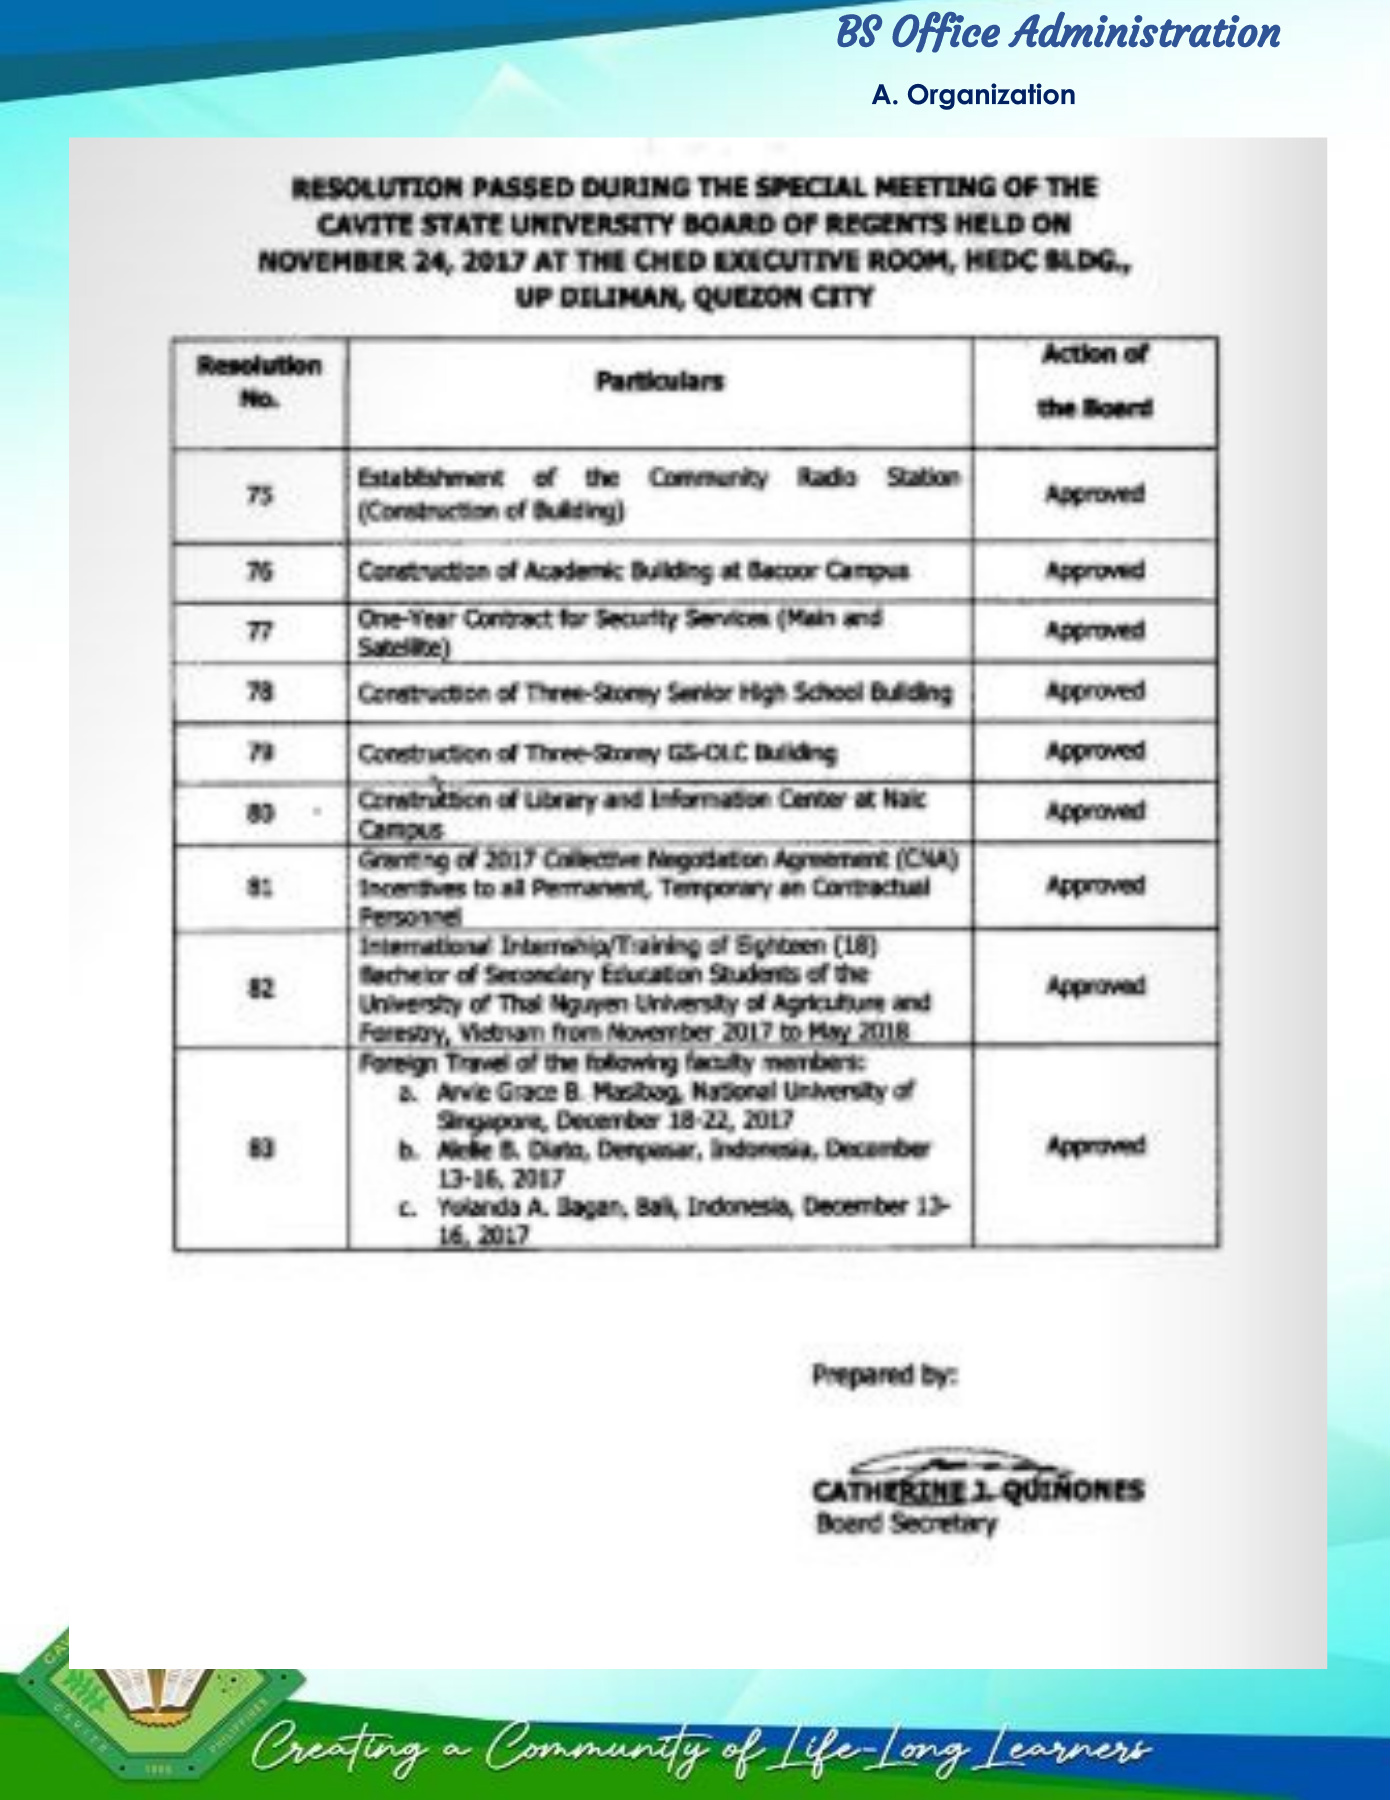 BS Office Administration
A. Organization
RESOLUTION PASSED DURING THE SPECIAL MEETING OF THE
CAVITE STATE UNIVERSITY BOARD OF REGENTS HELD ON
NOVEMBER 24, 2017 AT THE CHED EXECUTIVE ROOM, HEDC BLDG.,
UP DILIMAN, QUEZON CITY
Resolution
No.
Particulars
Action of
the Board
75
Establishment of the Community Radio Station
(Construction of Building)
Approved
76
Construction of Academic Building at Bacoor Campus
Approved
77
One-Year Contract for Security Services (Main and
Satellite)
Approved
78
Construction of Three-Storey Senior High School Building
Approved
79
Construction of Three-Storey GS-OLC Building
Approved
80
Construction of Library and Information Center at Naic
Campus
Approved
81
Granting of 2017 Collective Negotiation Agreement (CNA)
Incentives to all Permanent, Temporary an Contractual
Personnel
Approved
82
International Internship/Training of Eighteen (18)
Bachelor of Secondary Education Students of the
University of Thai Nguyen University of Agriculture and
Forestry, Vietnam from November 2017 to May 2018
Approved
83
Foreign Travel of the following faculty members:
a. Arvie Grace B. Masibag, National University of
Singapore, December 18-22, 2017
b. B. Diato, Denpasar, Indonesia, December
13-16, 2017
c. Yolanda A. Ilagan, Bali, Indonesia, December 13-
16, 2017
Approved
Prepared by:
CATHERINE J. QUIÑONES
Board Secretary
CAVITE
PHILIPPINES
Creating a Community of Life-Long Learners